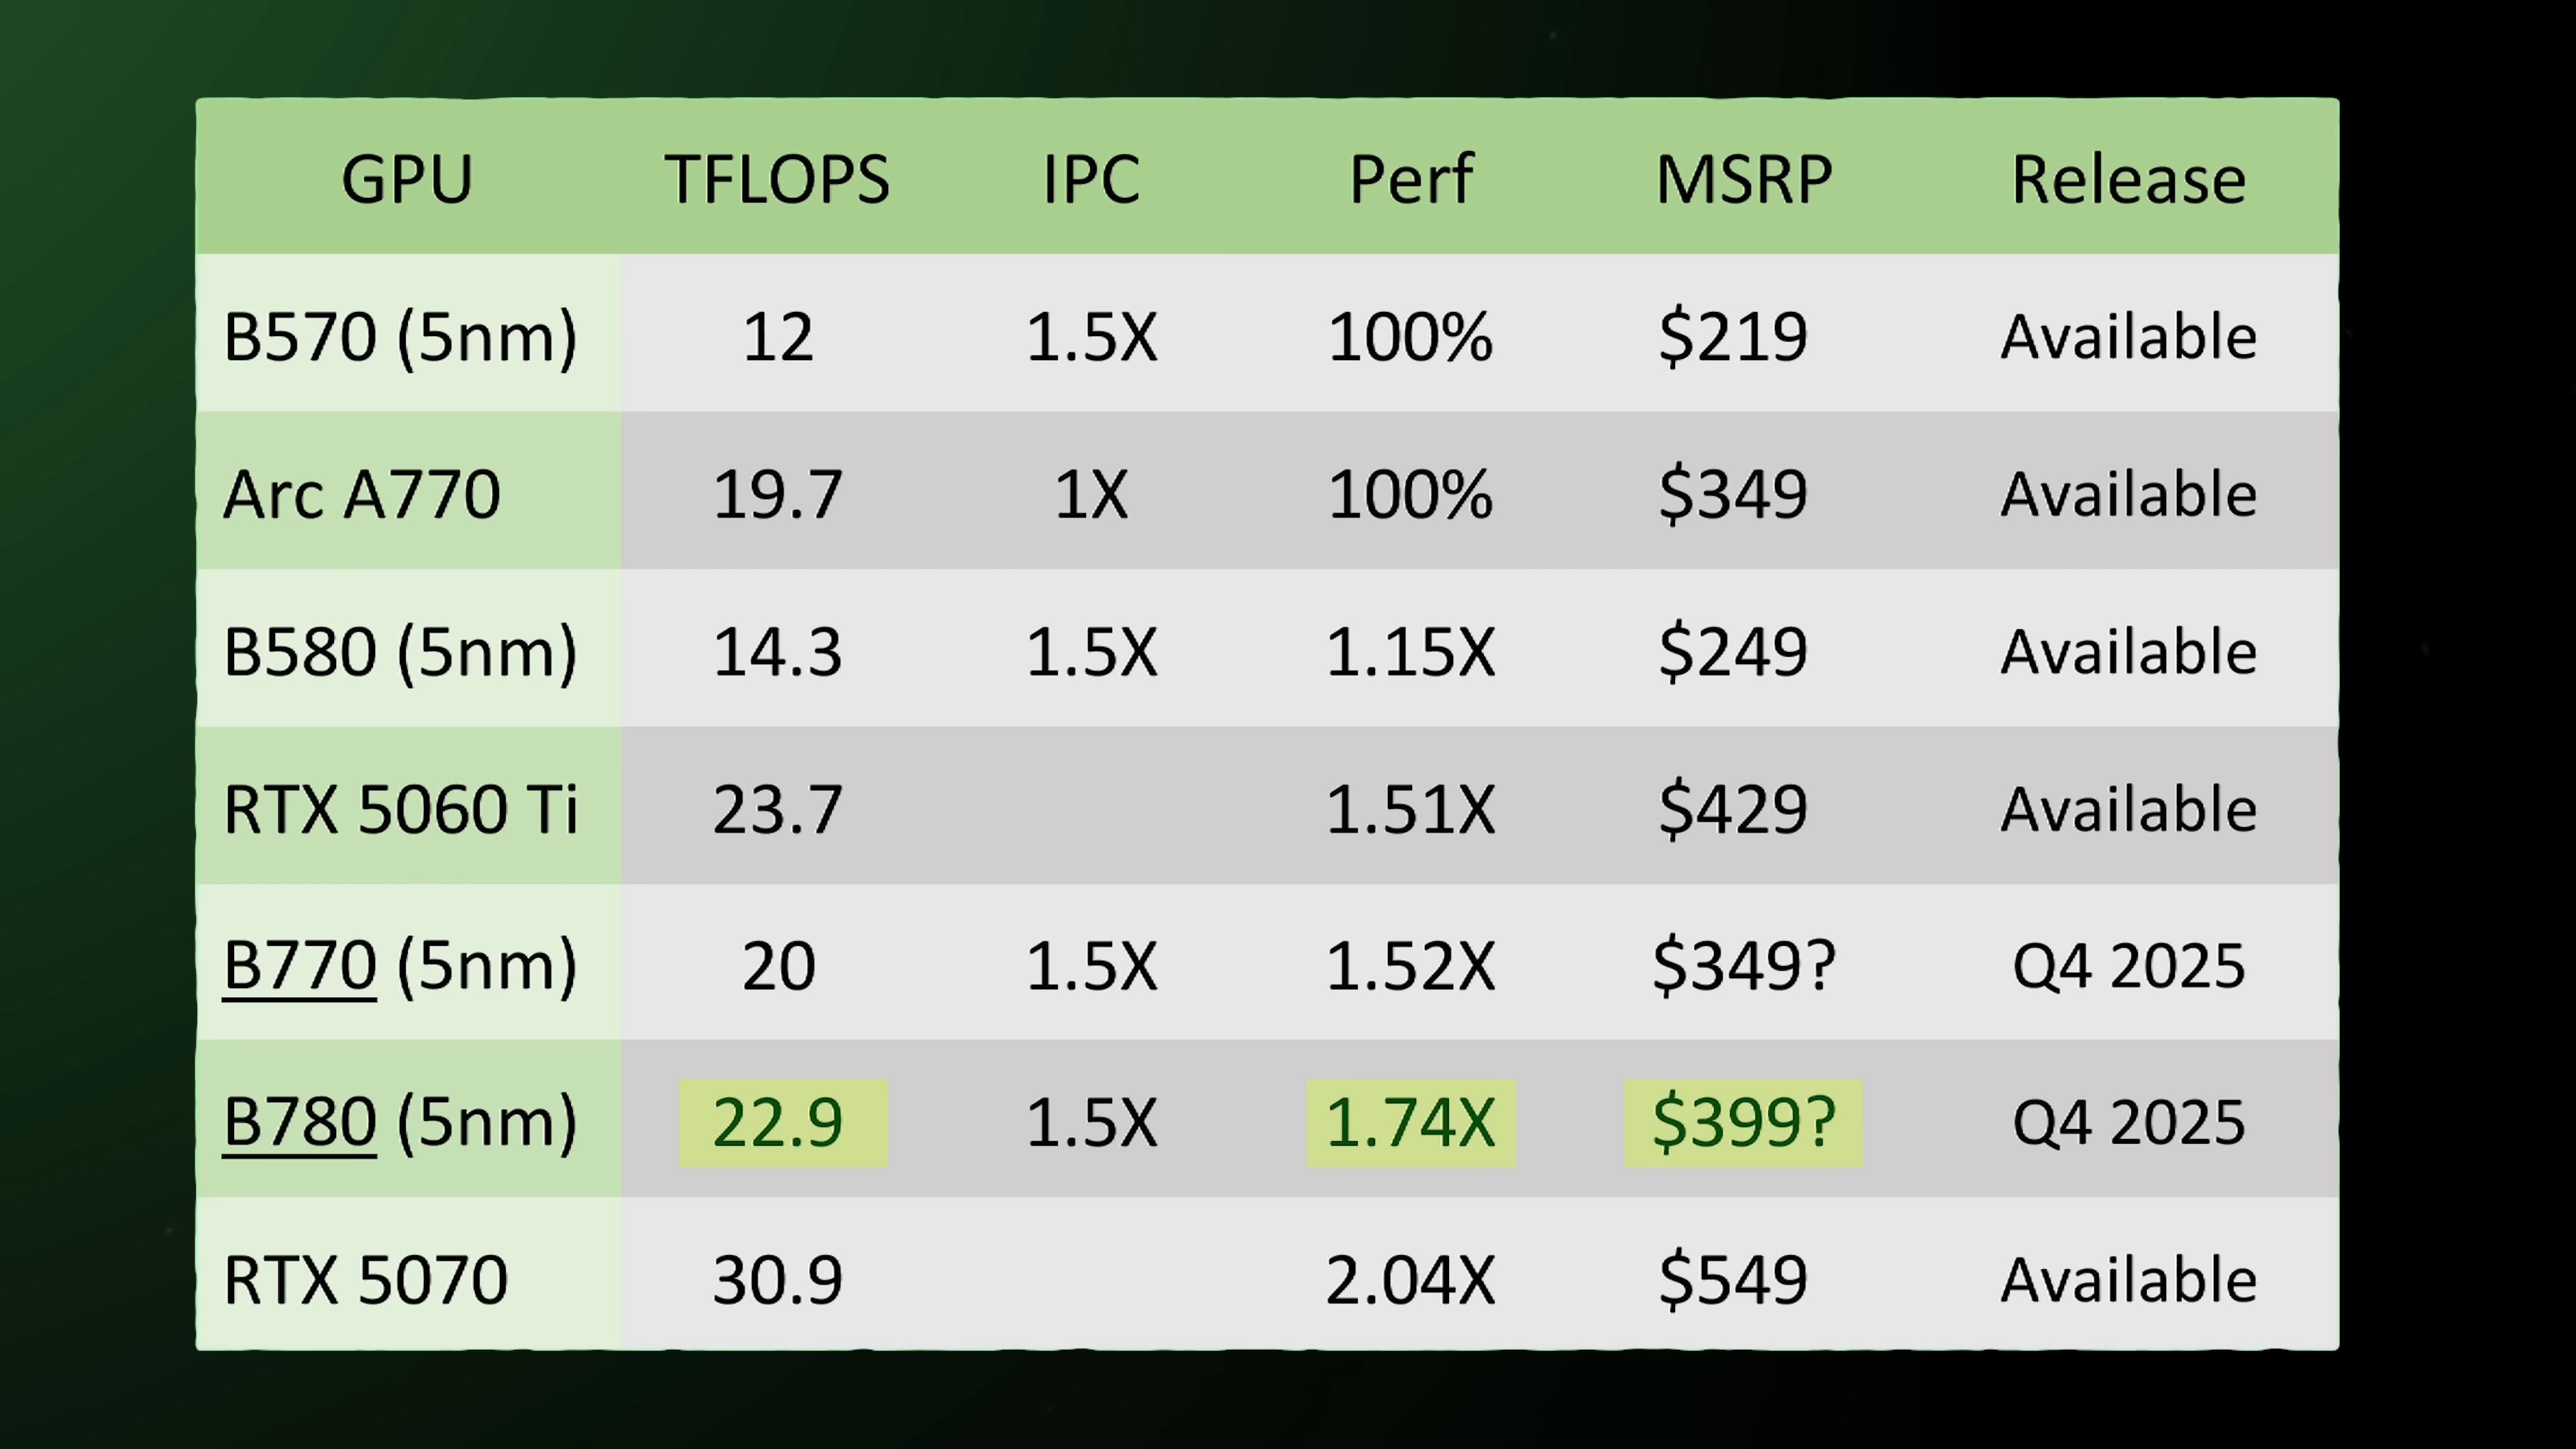 GPU TFLOPS IPC Perf MSRP Release
B570 (5nm) 12 1.5X 100% $219 Available
Arc A770 19.7 1X 100% $349 Available
B580 (5nm) 14.3 1.5X 1.15X $249 Available
RTX 5060 Ti 23.7 1.51X $429 Available
B770 (5nm) 20 1.5X 1.52X $349? Q4 2025
B780 (5nm) 22.9 1.5X 1.74X $399? Q4 2025
RTX 5070 30.9 2.04X $549 Available